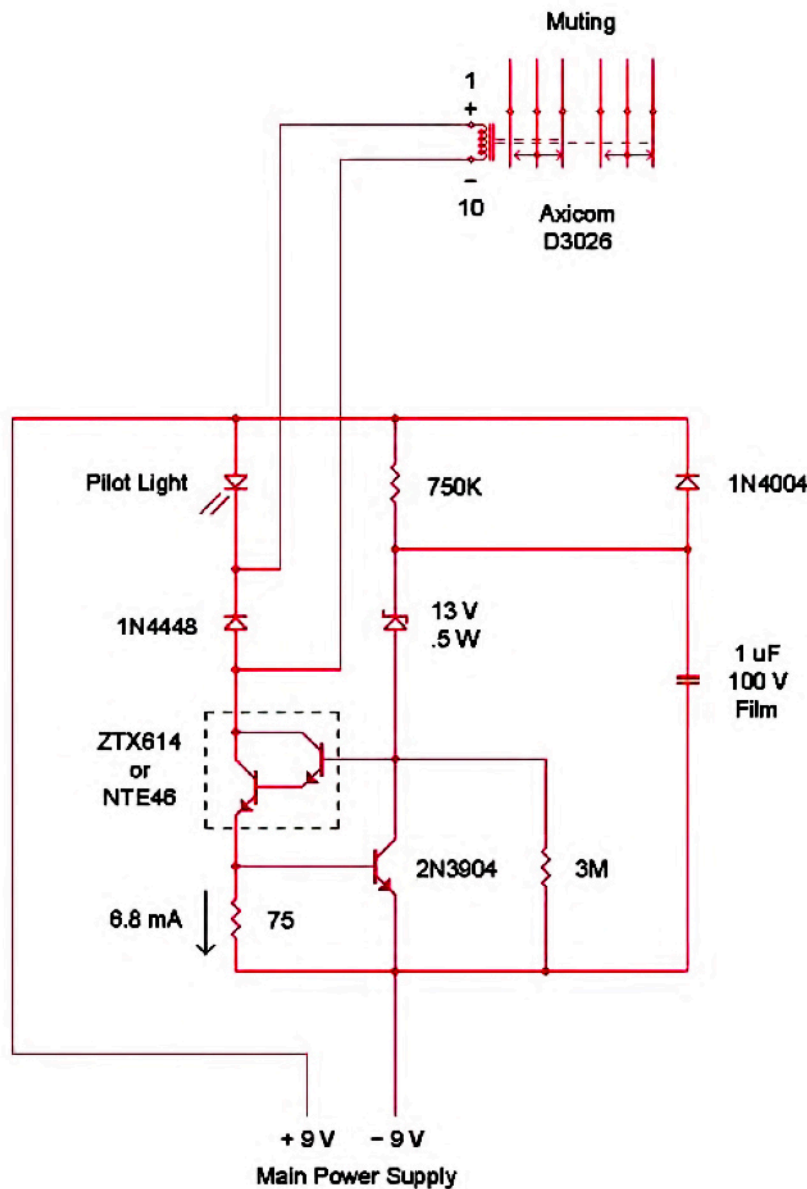 Muting
1
+
−
10
Axicom
D3026
Pilot Light
750K
1N4004
1N4448
13 V
.5 W
1 uF
100 V
Film
ZTX614
or
NTE46
2N3904
3M
6.8 mA
75
+ 9 V − 9 V
Main Power Supply